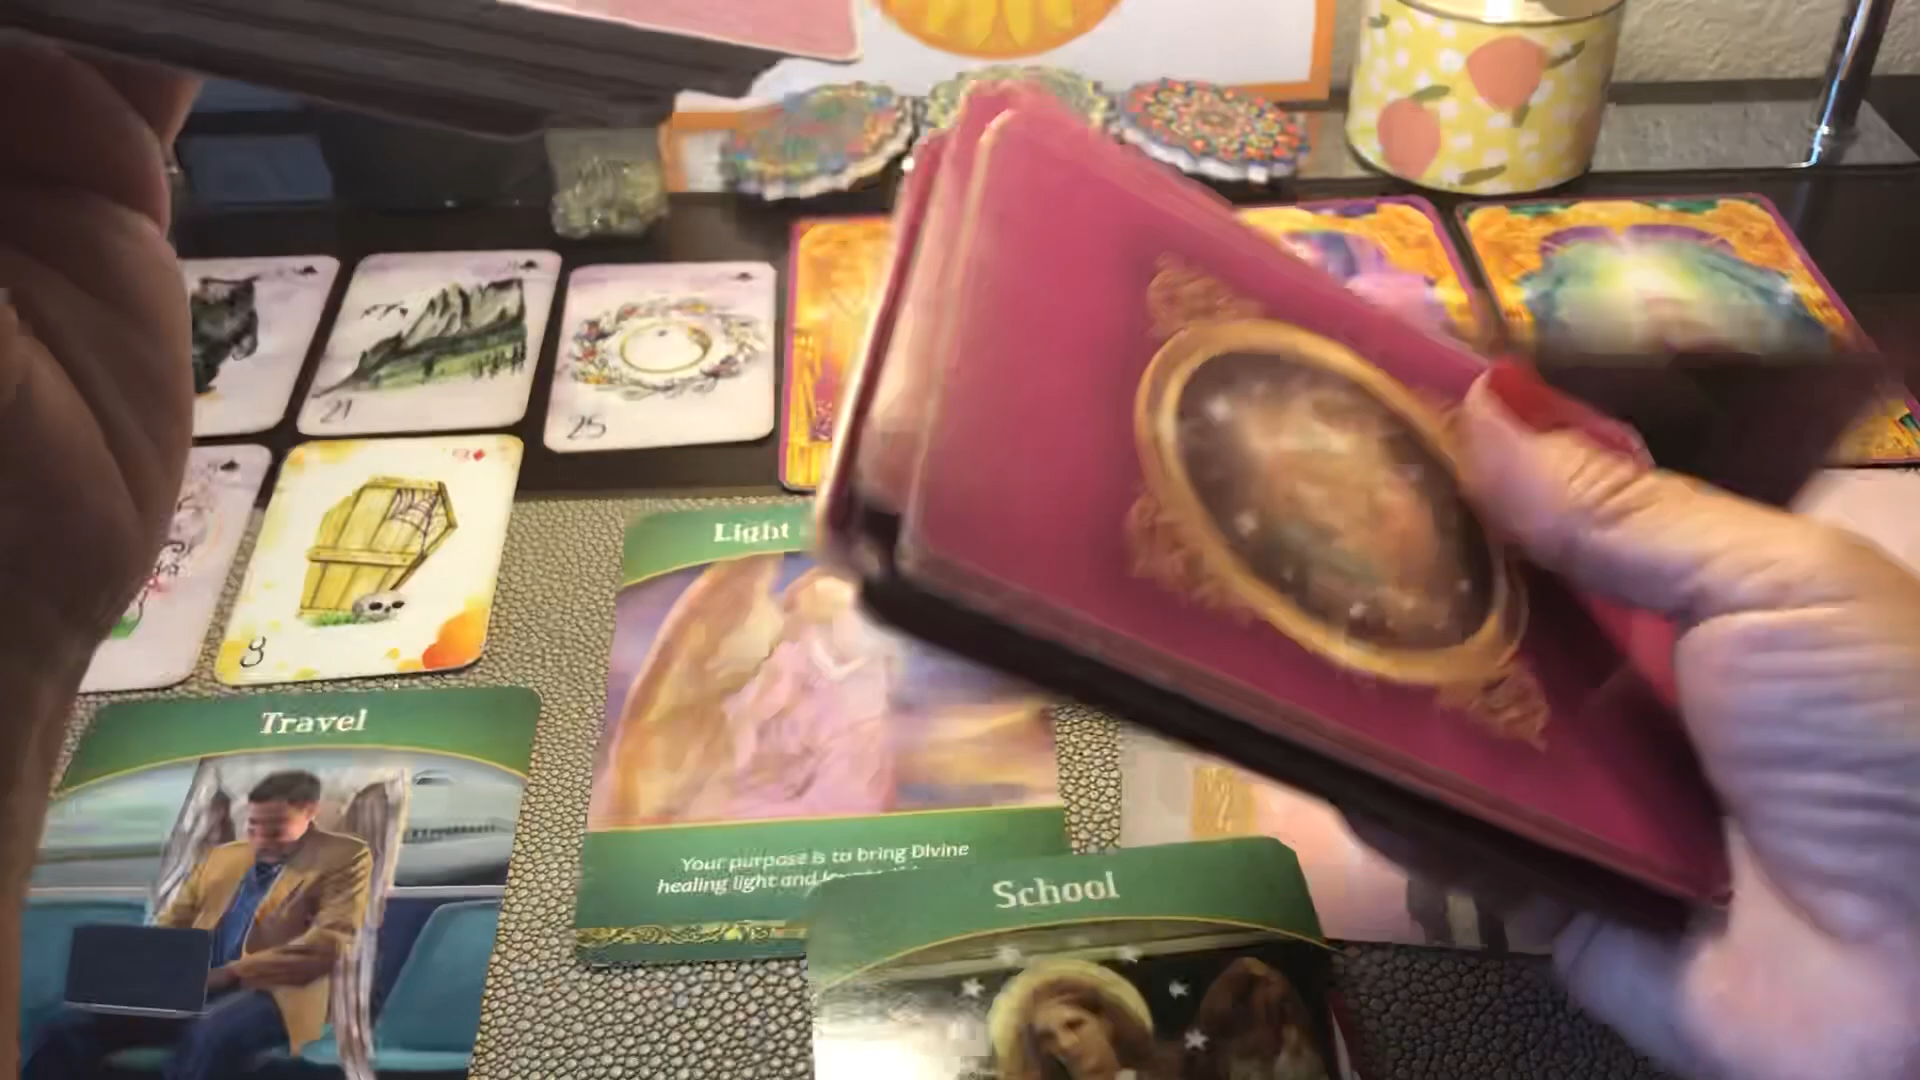 21
25
8
Light
Travel
Your purpose is to bring Divine
healing light and
School